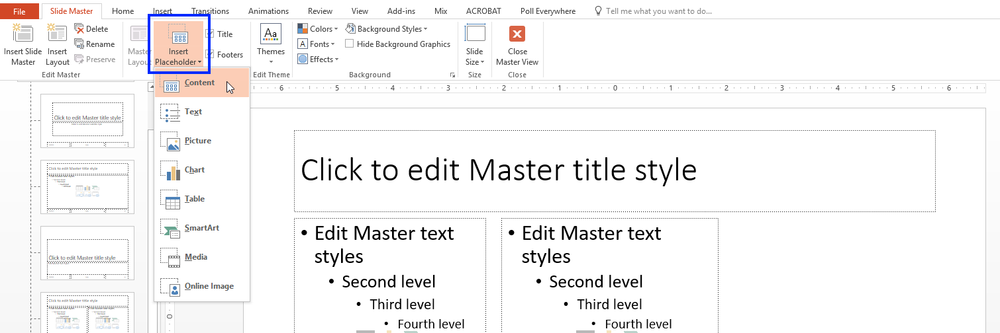 File Slide Master Home Insert Transitions Animations Review View Add-ins Mix ACROBAT Poll Everywhere Tell me what you want to do...
Insert Slide Master
Insert Layout
Delete
Rename
Preserve
Edit Master
Master
Insert Placeholder
Title
Footers
Themes
Edit Theme
Colors
Fonts
Effects
Background Styles
Hide Background Graphics
Background
Slide Size
Size
Close Master View
Close
Content
Text
Picture
Chart
Table
SmartArt
Media
Online Image
6 5 4 3 2 1 0 1 2 3 4 5 6
0
Click to edit Master title style
Click to edit Master title style
Click to edit Master title style
Click to edit Master title style
Click to edit Master title style
• Edit Master text
styles
• Second level
• Third level
• Fourth level
• Edit Master text
styles
• Second level
• Third level
• Fourth level